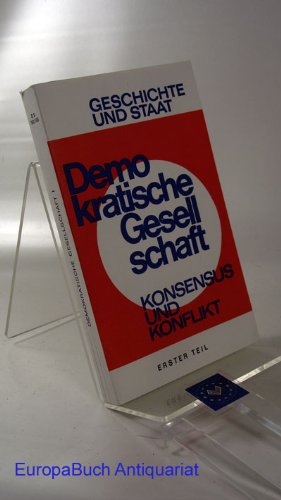 GESCHICHTE
UND STAAT
Demo
kratische
Gesell
schaft
KONSENSUS
UND
KONFLIKT
ERSTER TEIL
DEMOKRATISCHE GESELLSCHAFT I
EuropaBuch Antiquariat